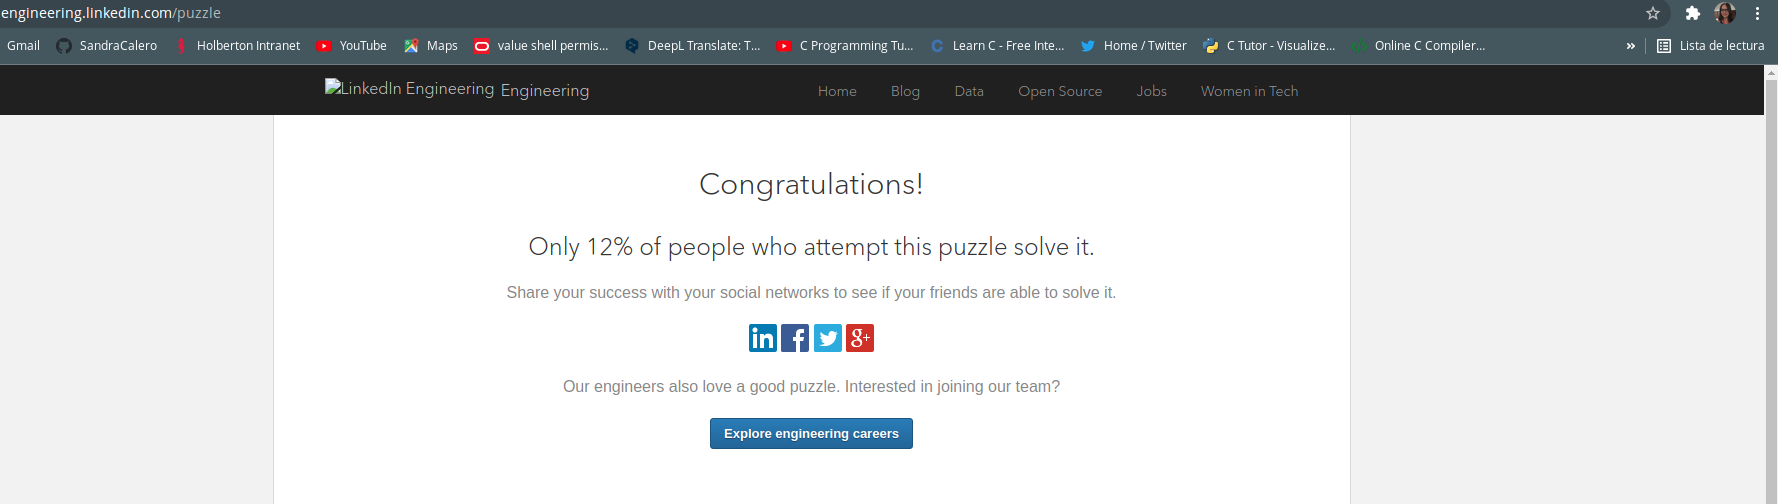 engineering.linkedin.com/puzzle
Gmail SandraCalero Holberton Intranet YouTube Maps value shell permis... DeepL Translate: T... C Programming Tu... Learn C - Free Inte... Home / Twitter C Tutor - Visualize... Online C Compiler... » Lista de lectura
LinkedIn Engineering Engineering Home Blog Data Open Source Jobs Women in Tech
Congratulations!
Only 12% of people who attempt this puzzle solve it.
Share your success with your social networks to see if your friends are able to solve it.
in f g+
Our engineers also love a good puzzle. Interested in joining our team?
Explore engineering careers